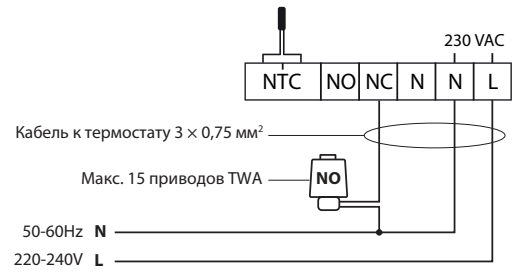 230 VAC
NTC NO NC N N L
Кабель к термостату 3 × 0,75 мм²
Макс. 15 приводов TWA NO
50-60Hz N
220-240V L